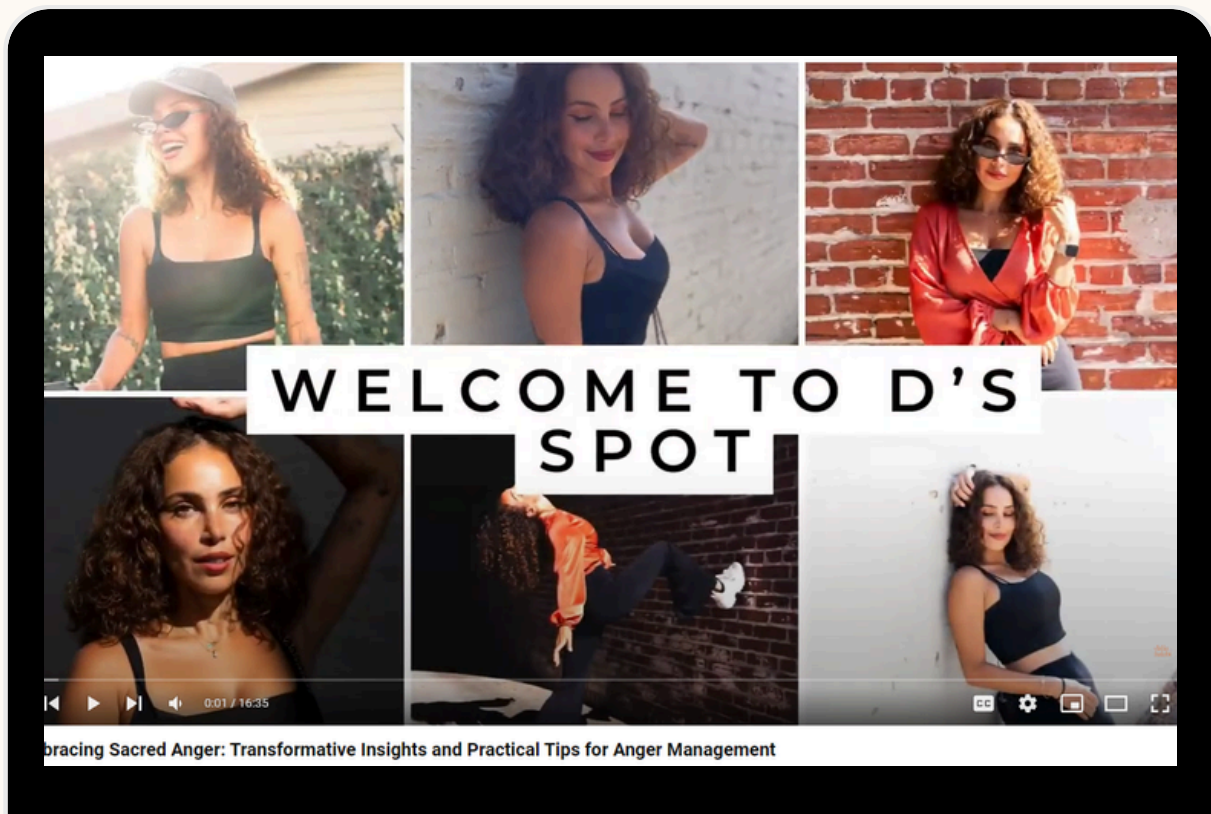 WELCOME TO D’S
SPOT
0:01 / 16:35
CC
bracing Sacred Anger: Transformative Insights and Practical Tips for Anger Management